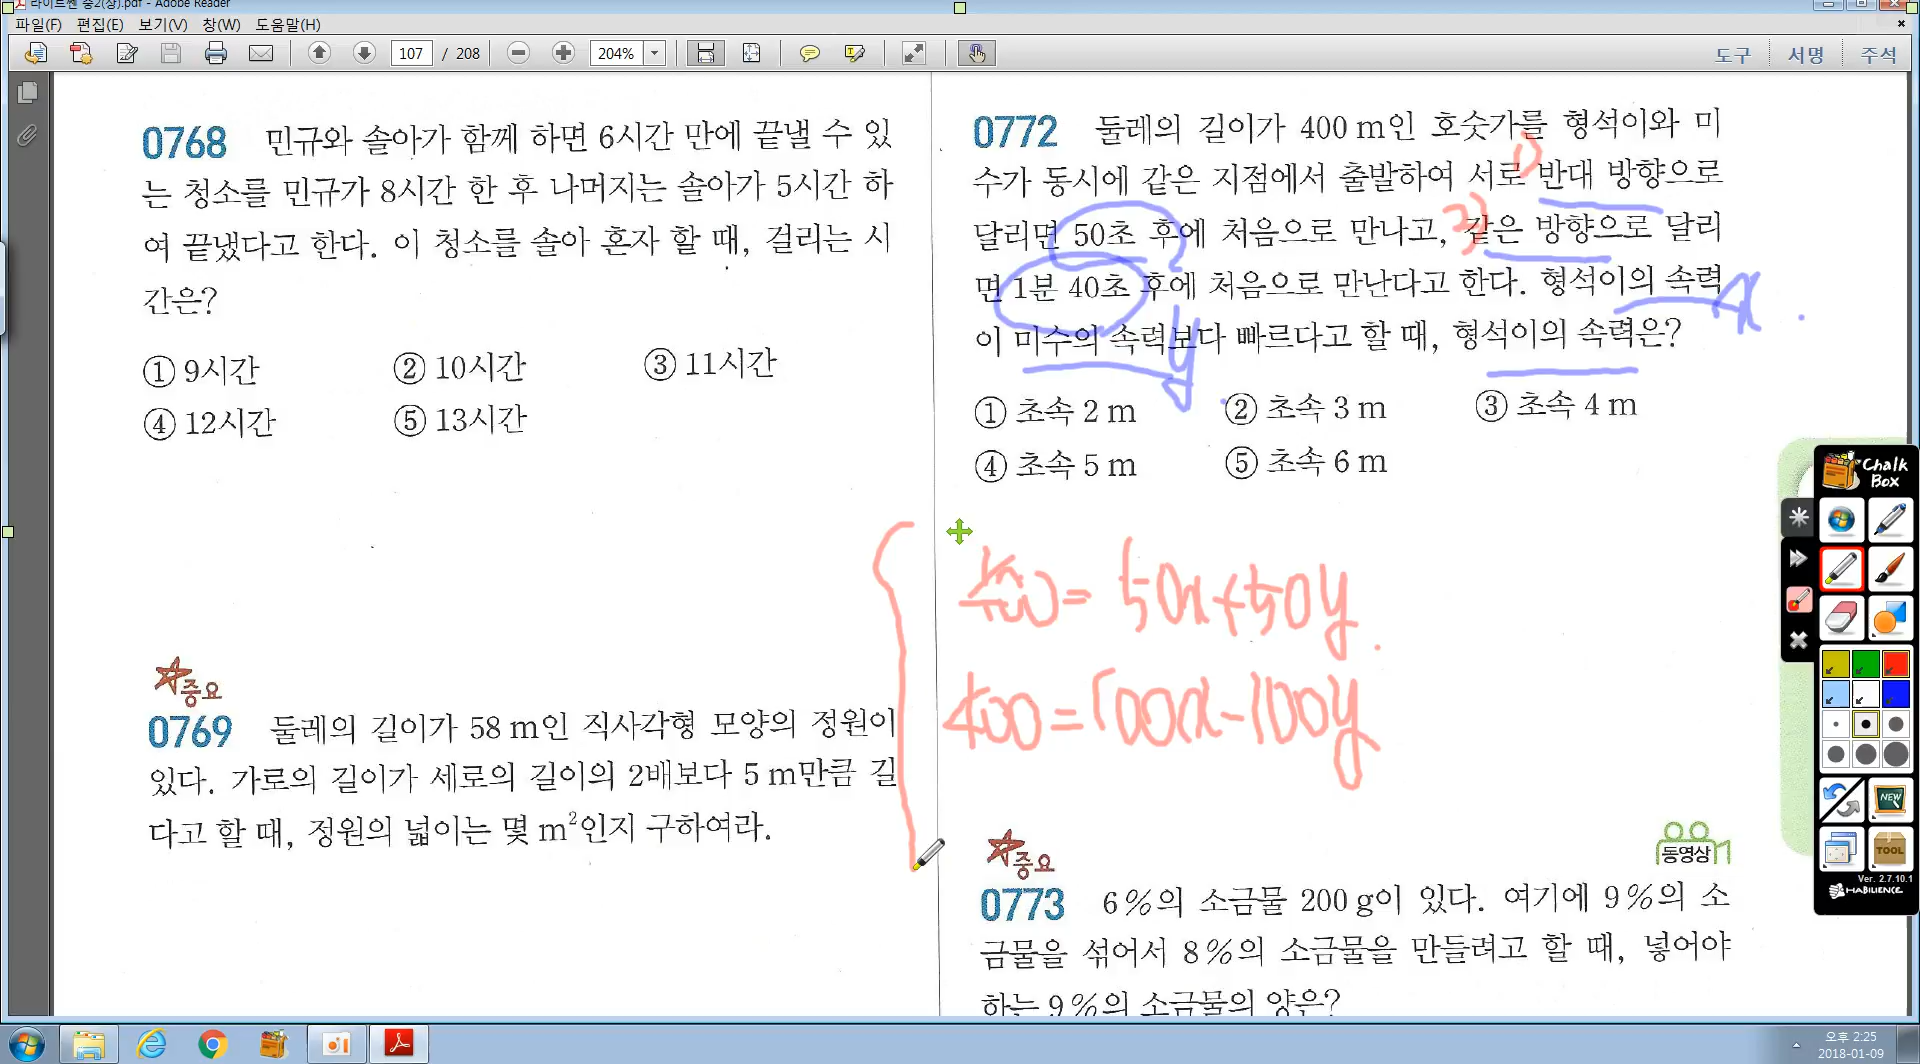 라이트쎈 중2(상).pdf - Adobe Reader
파일(F) 편집(E) 보기(V) 창(W) 도움말(H)
107 / 208 204% 도구 서명 주석
0768 민규와 솔아가 함께 하면 6시간 만에 끝낼 수 있
는 청소를 민규가 8시간 한 후 나머지는 솔아가 5시간 하
여 끝냈다고 한다. 이 청소를 솔아 혼자 할 때, 걸리는 시
간은?
① 9시간 ② 10시간 ③ 11시간
④ 12시간 ⑤ 13시간
중요
0769 둘레의 길이가 58 m인 직사각형 모양의 정원이
있다. 가로의 길이가 세로의 길이의 2배보다 5 m만큼 길
다고 할 때, 정원의 넓이는 몇 m²인지 구하여라.
0772 둘레의 길이가 400 m인 호숫가를 형석이와 미
수가 동시에 같은 지점에서 출발하여 서로 반대 방향으로
1)
달리면 50초 후에 처음으로 만나고, 같은 방향으로 달리
2)
면 1분 40초 후에 처음으로 만난다고 한다. 형석이의 속력
x
이 미수의 속력보다 빠르다고 할 때, 형석이의 속력은?
y
① 초속 2 m ② 초속 3 m ③ 초속 4 m
④ 초속 5 m ⑤ 초속 6 m
400 = 50x+50y
400 = 100x-100y
중요
동영상
0773 6%의 소금물 200 g이 있다. 여기에 9%의 소
금물을 섞어서 8%의 소금물을 만들려고 할 때, 넣어야
하는 9%의 소금물의 양은?
Chalk
Box
NEW
TOOL
Ver. 2.7.10.1
HABILIENCE
오후 2:25
2018-01-09